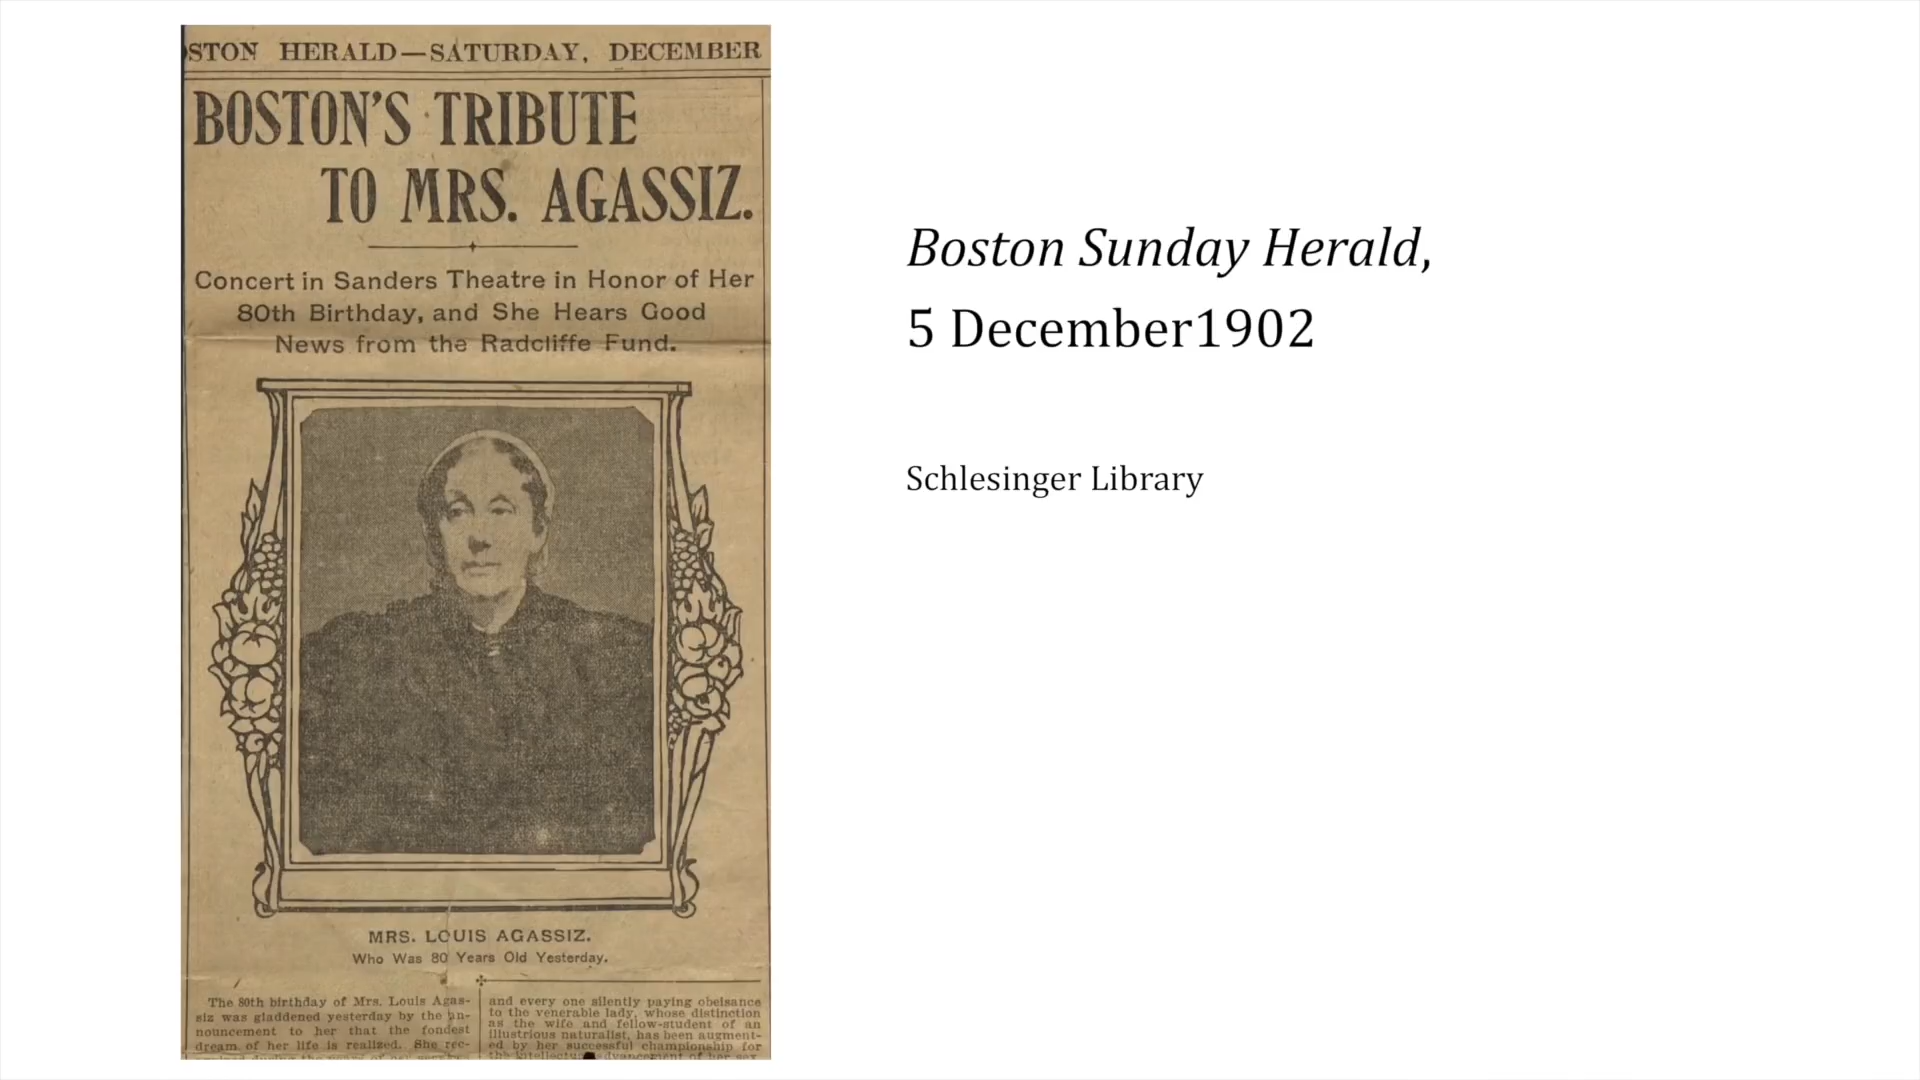 STON HERALD—SATURDAY, DECEMBER
BOSTON'S TRIBUTE
TO MRS. AGASSIZ.
Concert in Sanders Theatre in Honor of Her
80th Birthday, and She Hears Good
News from the Radcliffe Fund.
MRS. LOUIS AGASSIZ.
Who Was 80 Years Old Yesterday.
The 80th birthday of Mrs. Louis Agas-
siz was gladdened yesterday by the an-
nouncement to her that the fondest
dream of her life is realized. She rec-
and every one silently paying obeisance
to the venerable lady, whose distinction
as the wife and fellow-student of an
illustrious naturalist, has been augment-
ed by her successful championship for
Boston Sunday Herald,
5 December1902
Schlesinger Library